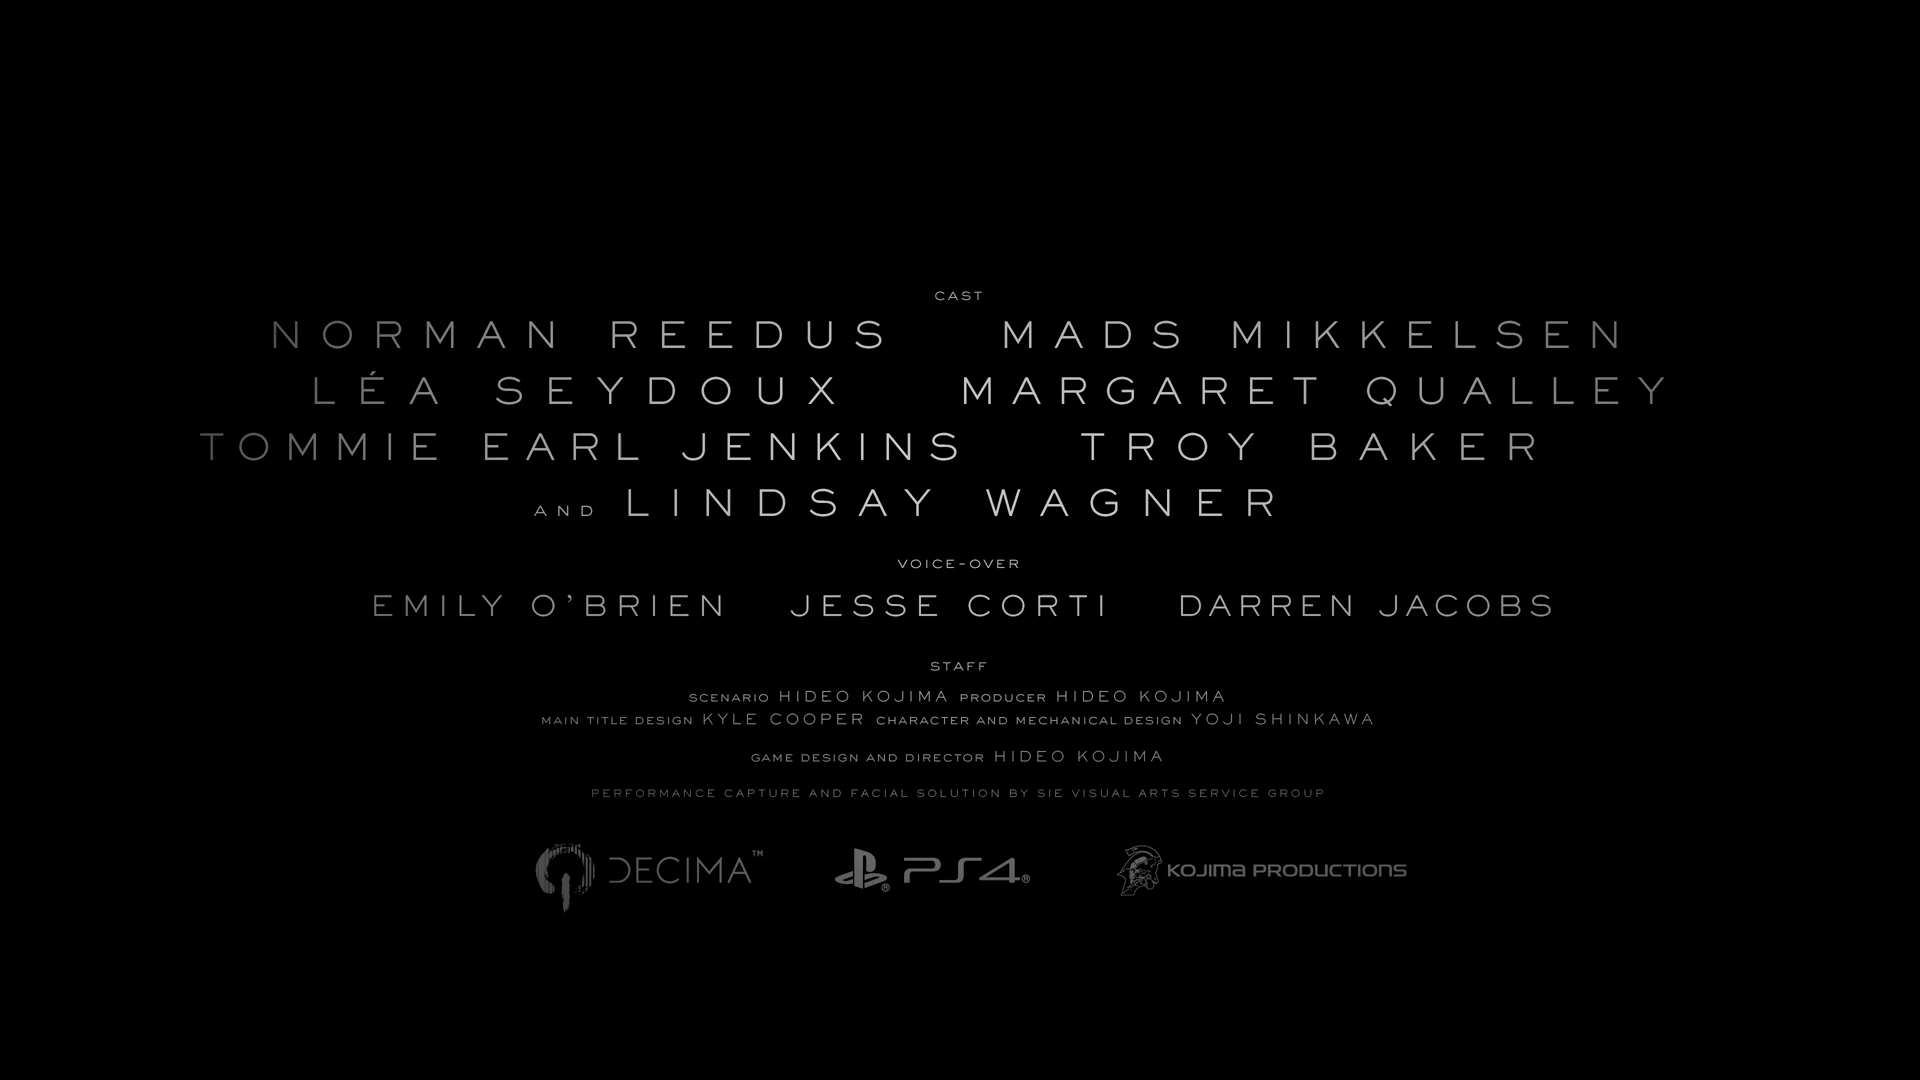 CAST
NORMAN REEDUS MADS MIKKELSEN
LÉA SEYDOUX MARGARET QUALLEY
TOMMIE EARL JENKINS TROY BAKER
AND LINDSAY WAGNER
VOICE-OVER
EMILY O’BRIEN JESSE CORTI DARREN JACOBS
STAFF
SCENARIO HIDEO KOJIMA PRODUCER HIDEO KOJIMA
MAIN TITLE DESIGN KYLE COOPER CHARACTER AND MECHANICAL DESIGN YOJI SHINKAWA
GAME DESIGN AND DIRECTOR HIDEO KOJIMA
PERFORMANCE CAPTURE AND FACIAL SOLUTION BY SIE VISUAL ARTS SERVICE GROUP
DECIMA™ ® PS4® KOJIMA PRODUCTIONS